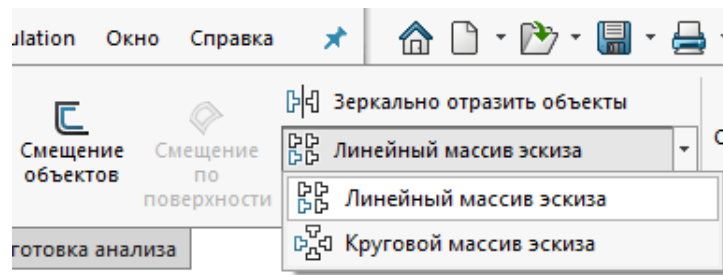 ulation Окно Справка
Зеркально отразить объекты
Смещение объектов
Смещение по поверхности
Линейный массив эскиза
Линейный массив эскиза
Круговой массив эскиза
готовка анализа